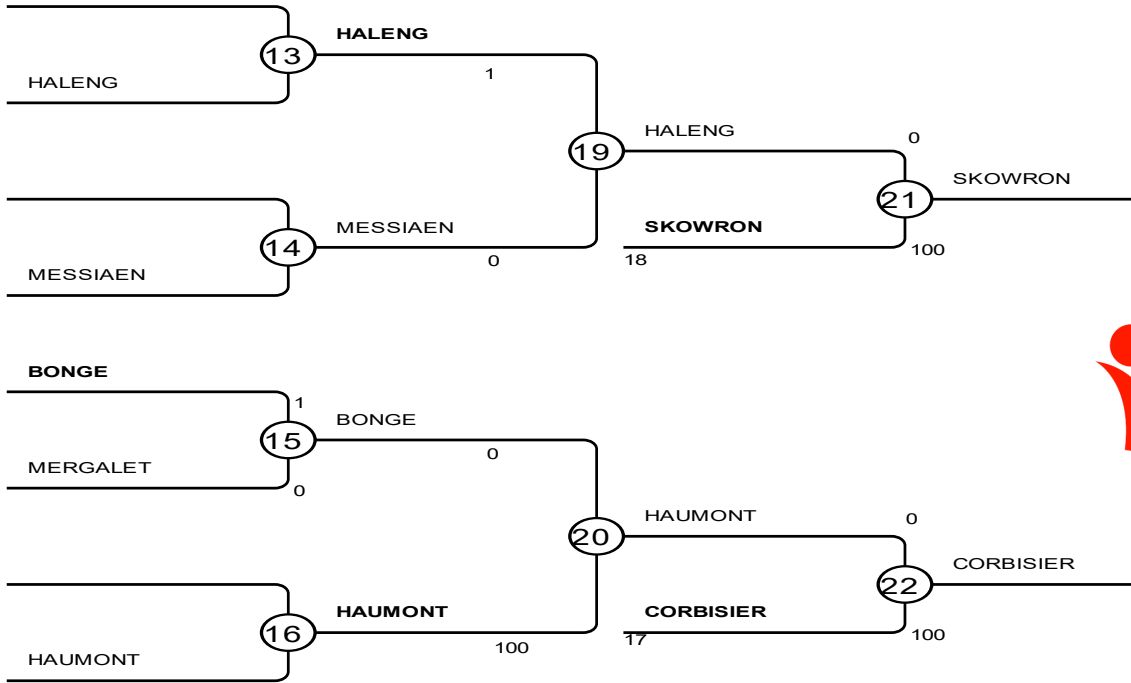 HALENG
13
HALENG
1
HALENG
0
19
SKOWRON
21
MESSIAEN
SKOWRON
14
0
18
100
MESSIAEN
BONGE
1
BONGE
15
0
MERGALET
0
HAUMONT
0
20
CORBISIER
22
HAUMONT
CORBISIER
16
100
17
100
HAUMONT